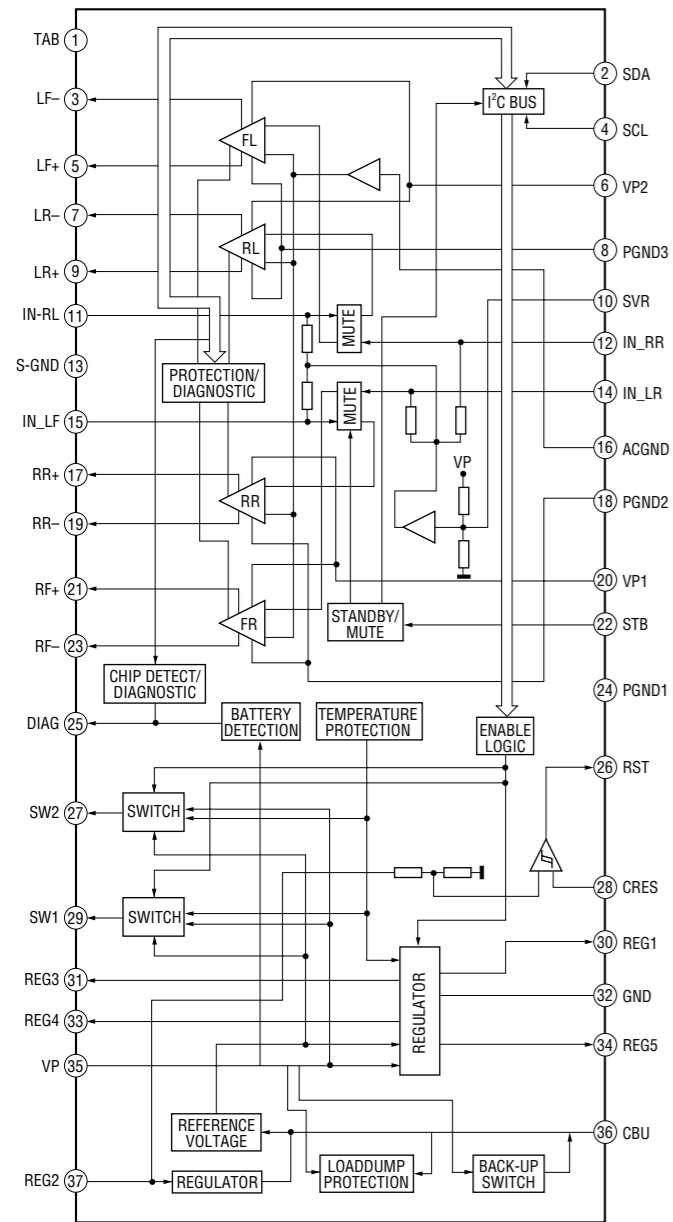 TAB 1
2 SDA
LF– 3
I²C BUS
4 SCL
FL
LF+ 5
6 VP2
LR– 7
RL
8 PGND3
LR+ 9
10 SVR
IN-RL 11
MUTE
12 IN_RR
S-GND 13
PROTECTION/
DIAGNOSTIC
MUTE
14 IN_LR
IN_LF 15
16 ACGND
VP
RR+ 17
RR
18 PGND2
RR– 19
20 VP1
RF+ 21
FR
STANDBY/
MUTE
22 STB
RF– 23
CHIP DETECT/
DIAGNOSTIC
24 PGND1
DIAG 25
BATTERY
DETECTION
TEMPERATURE
PROTECTION
ENABLE
LOGIC
26 RST
SW2 27
SWITCH
28 CRES
SW1 29
SWITCH
30 REG1
REG3 31
REGULATOR
32 GND
REG4 33
34 REG5
VP 35
REFERENCE
VOLTAGE
36 CBU
LOADDUMP
PROTECTION
BACK-UP
SWITCH
REG2 37
REGULATOR